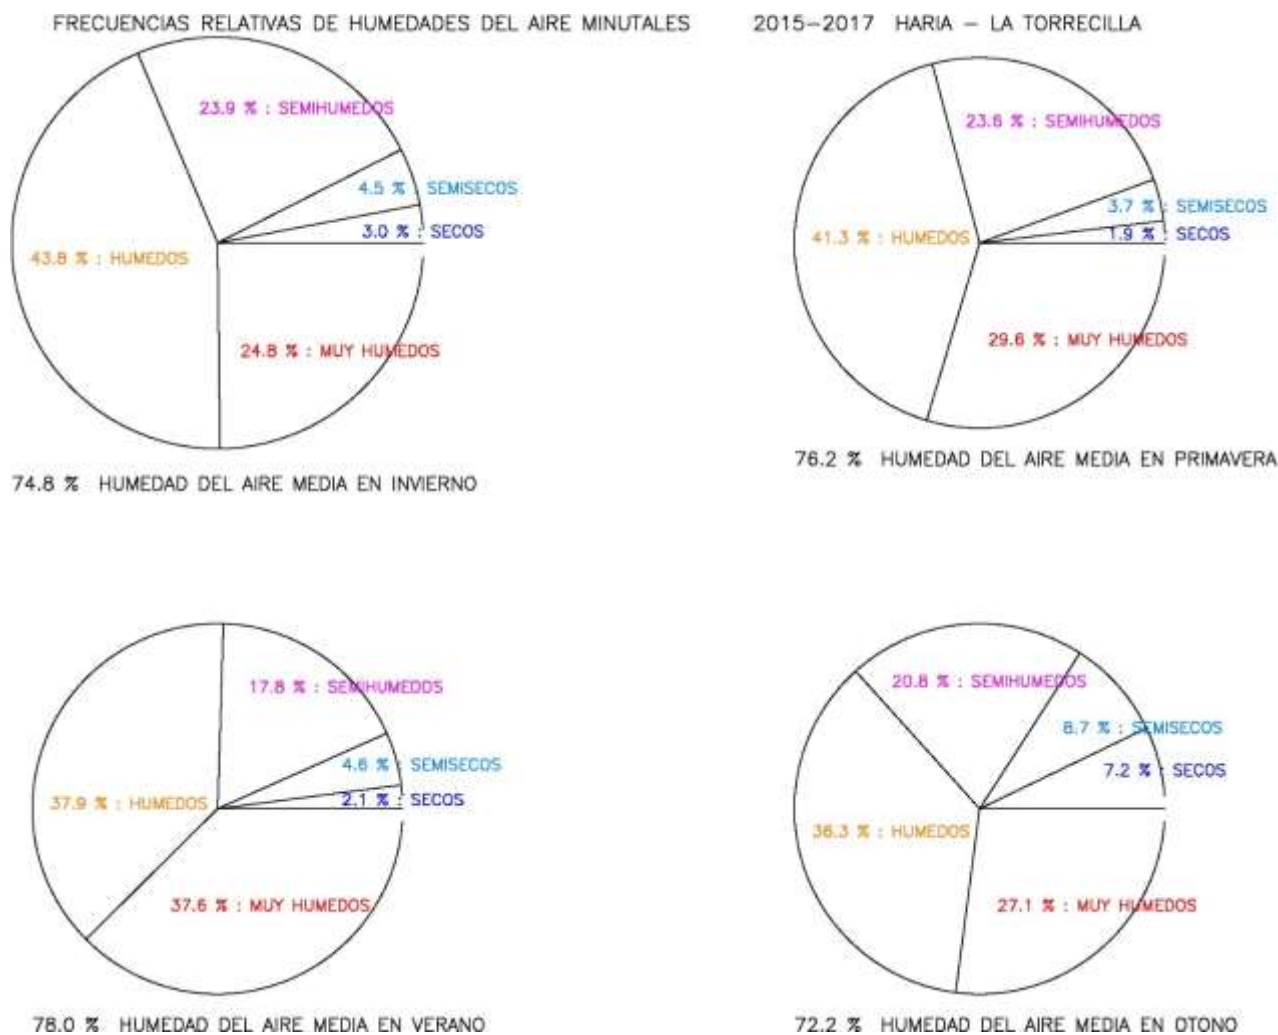 FRECUENCIAS RELATIVAS DE HUMEDADES DEL AIRE MINUTALES 2015-2017 HARIA - LA TORRECILLA
23.9 % : SEMIHUMEDOS
4.5 % : SEMISECOS
3.0 % : SECOS
43.8 % : HUMEDOS
24.8 % : MUY HUMEDOS
74.8 % HUMEDAD DEL AIRE MEDIA EN INVIERNO
23.6 % : SEMIHUMEDOS
3.7 % : SEMISECOS
1.9 % : SECOS
41.3 % : HUMEDOS
29.6 % : MUY HUMEDOS
76.2 % HUMEDAD DEL AIRE MEDIA EN PRIMAVERA
17.8 % : SEMIHUMEDOS
4.6 % : SEMISECOS
2.1 % : SECOS
37.9 % : HUMEDOS
37.6 % : MUY HUMEDOS
78.0 % HUMEDAD DEL AIRE MEDIA EN VERANO
20.8 % : SEMIHUMEDOS
8.7 % : SEMISECOS
7.2 % : SECOS
36.3 % : HUMEDOS
27.1 % : MUY HUMEDOS
72.2 % HUMEDAD DEL AIRE MEDIA EN OTONO